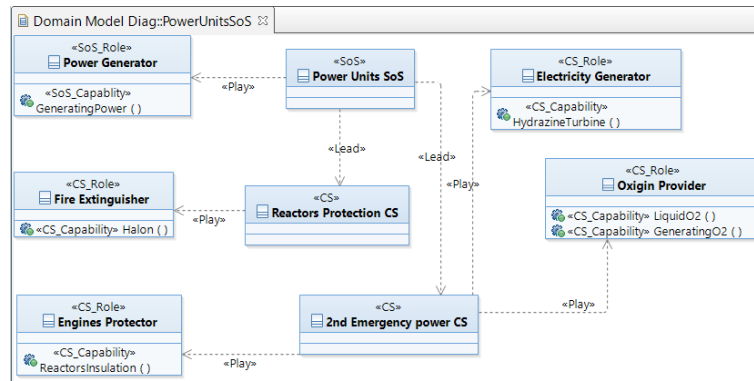 Domain Model Diag::PowerUnitsSoS
«SoS_Role»
Power Generator
«SoS_Capablity»
GeneratingPower ( )
«Play»
«SoS»
Power Units SoS
«CS_Role»
Electricity Generator
«CS_Capability»
HydrazineTurbine ( )
«Lead»
«Lead»
«Play»
«CS_Role»
Fire Extinguisher
«CS_Capability» Halon ( )
«Play»
«CS»
Reactors Protection CS
«CS_Role»
Oxigin Provider
«CS_Capability» LiquidO2 ( )
«CS_Capability» GeneratingO2 ( )
«CS_Role»
Engines Protector
«CS_Capability»
ReactorsInsulation ( )
«Play»
«CS»
2nd Emergency power CS
«Play»